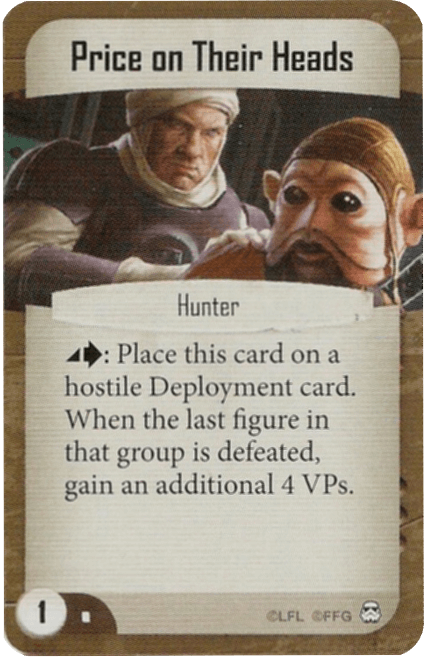 Price on Their Heads
Hunter
: Place this card on a
hostile Deployment card.
When the last figure in
that group is defeated,
gain an additional 4 VPs.
1
©LFL ©FFG